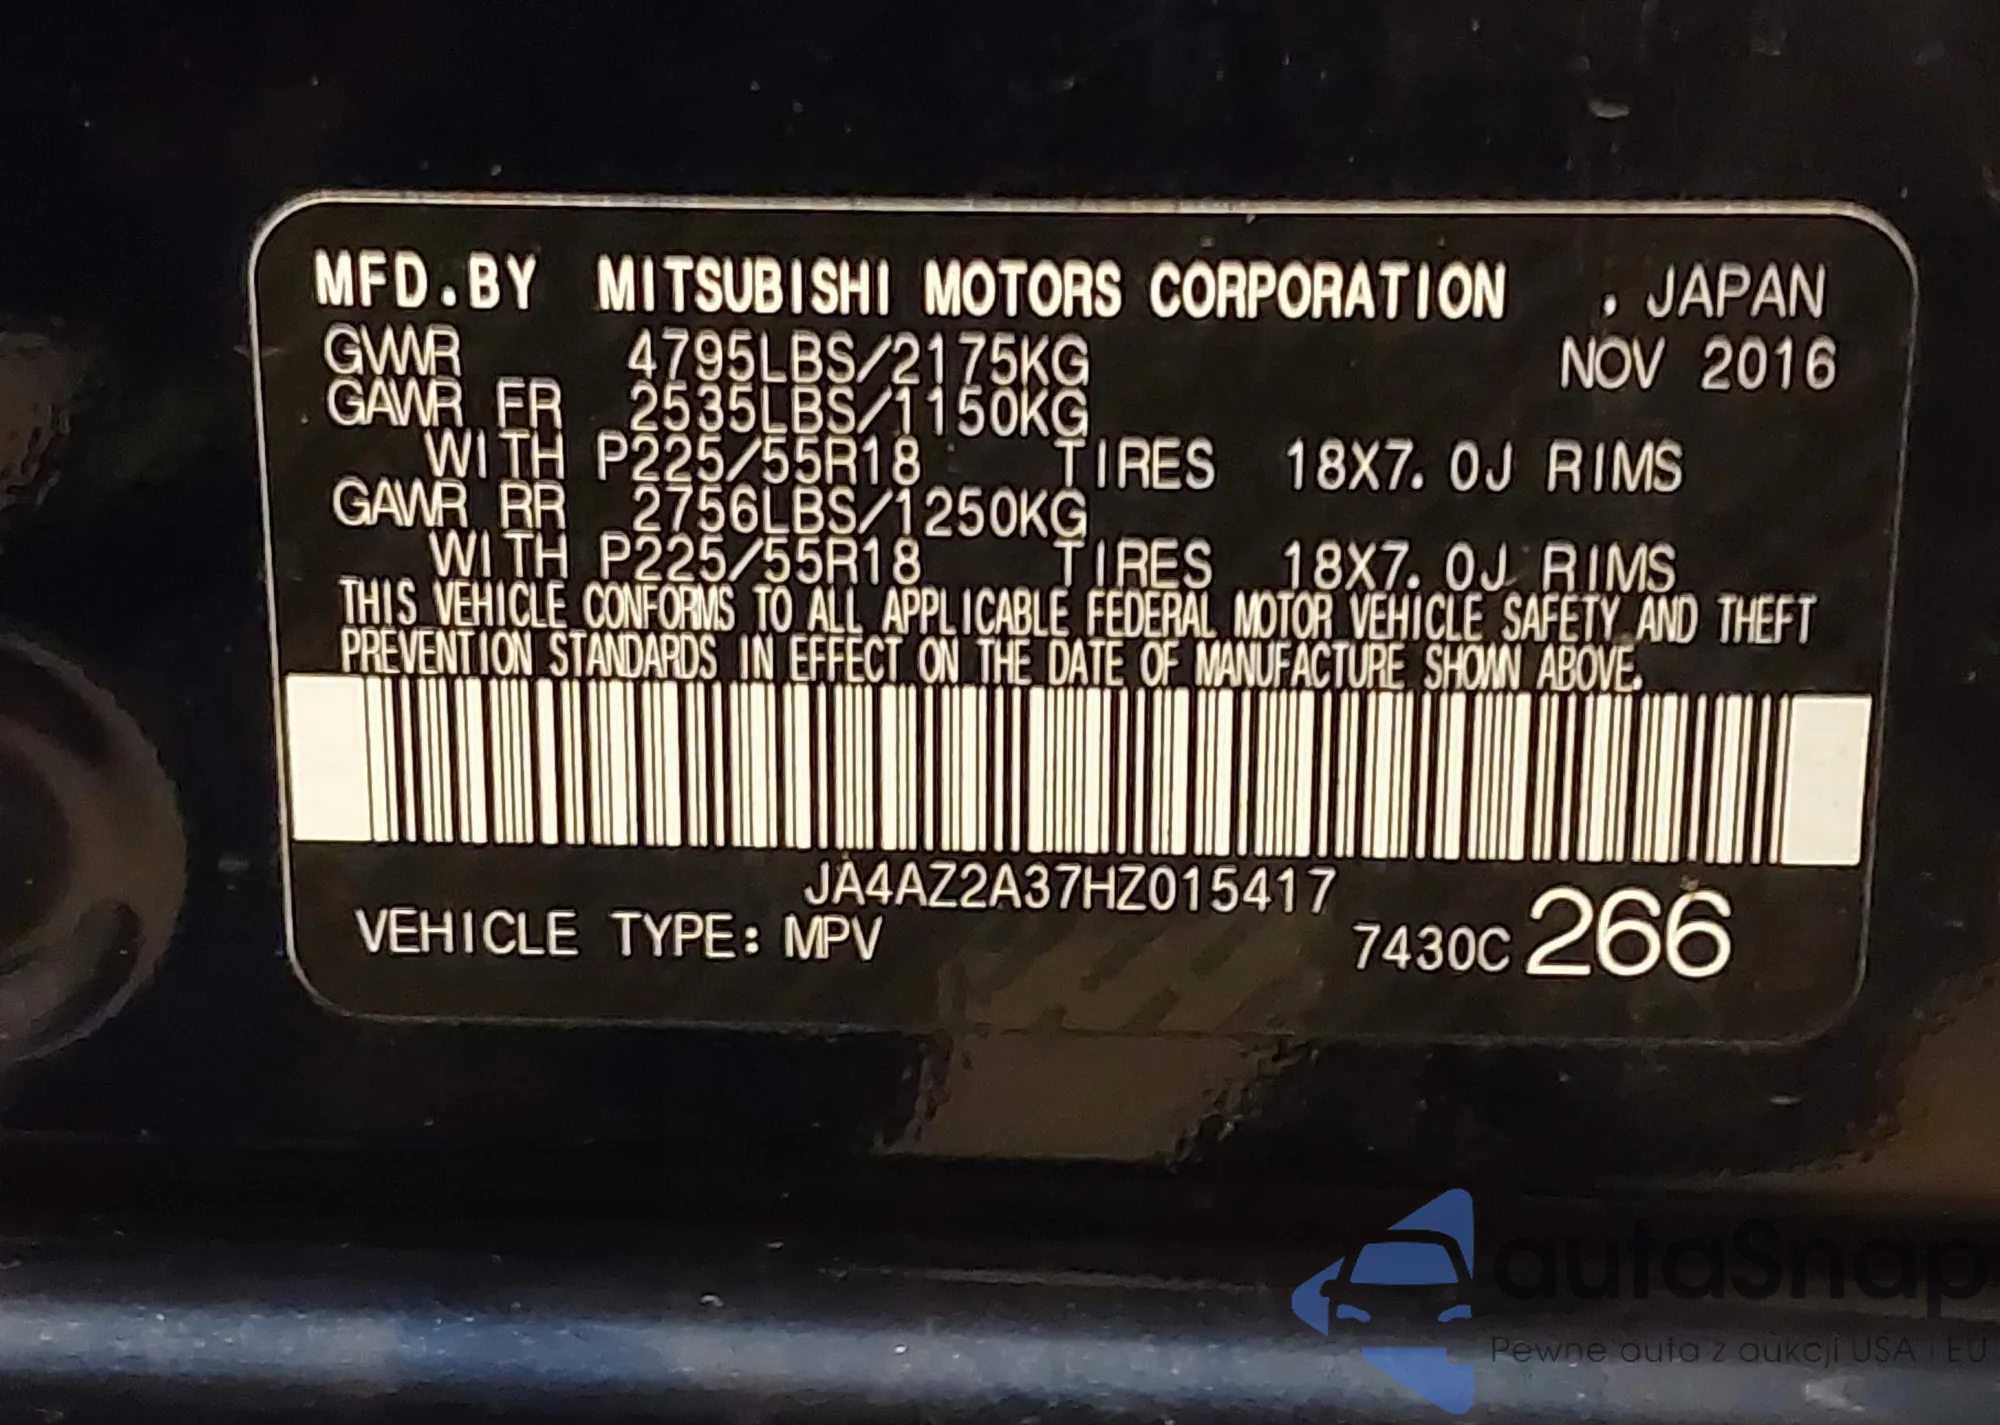 MFD.BY MITSUBISHI MOTORS CORPORATION . JAPAN
GVWR 4795LBS/2175KG NOV 2016
GAWR FR 2535LBS/1150KG
WITH P225/55R18 TIRES 18X7.0J RIMS
GAWR RR 2756LBS/1250KG
WITH P225/55R18 TIRES 18X7.0J RIMS
THIS VEHICLE CONFORMS TO ALL APPLICABLE FEDERAL MOTOR VEHICLE SAFETY AND THEFT
PREVENTION STANDARDS IN EFFECT ON THE DATE OF MANUFACTURE SHOWN ABOVE.
JA4AZ2A37HZ015417
VEHICLE TYPE: MPV 7430C 266
autaSnap
Pewne auta z aukcji USA i EU